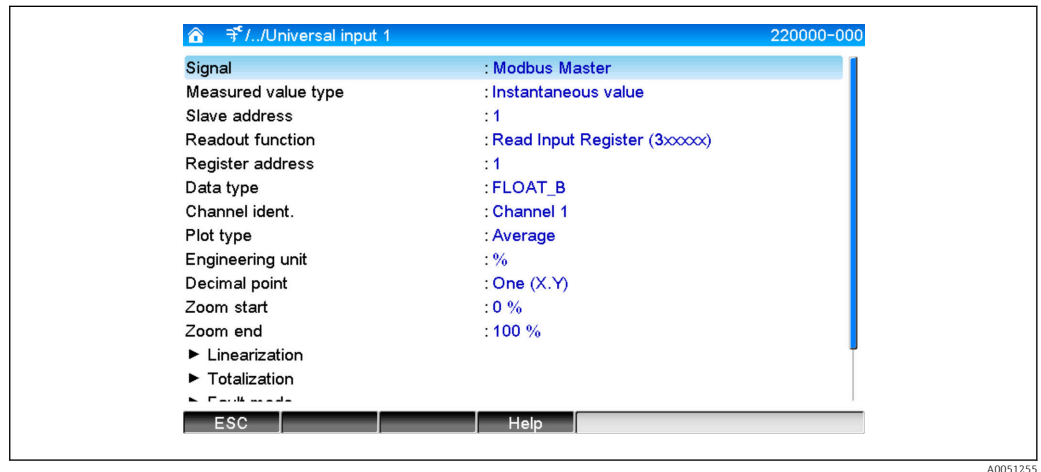 /../Universal input 1 220000-000
Signal : Modbus Master
Measured value type : Instantaneous value
Slave address : 1
Readout function : Read Input Register (3xxxxx)
Register address : 1
Data type : FLOAT_B
Channel ident. : Channel 1
Plot type : Average
Engineering unit : %
Decimal point : One (X.Y)
Zoom start : 0 %
Zoom end : 100 %
► Linearization
► Totalization
► Fault mode
ESC Help
A0051255